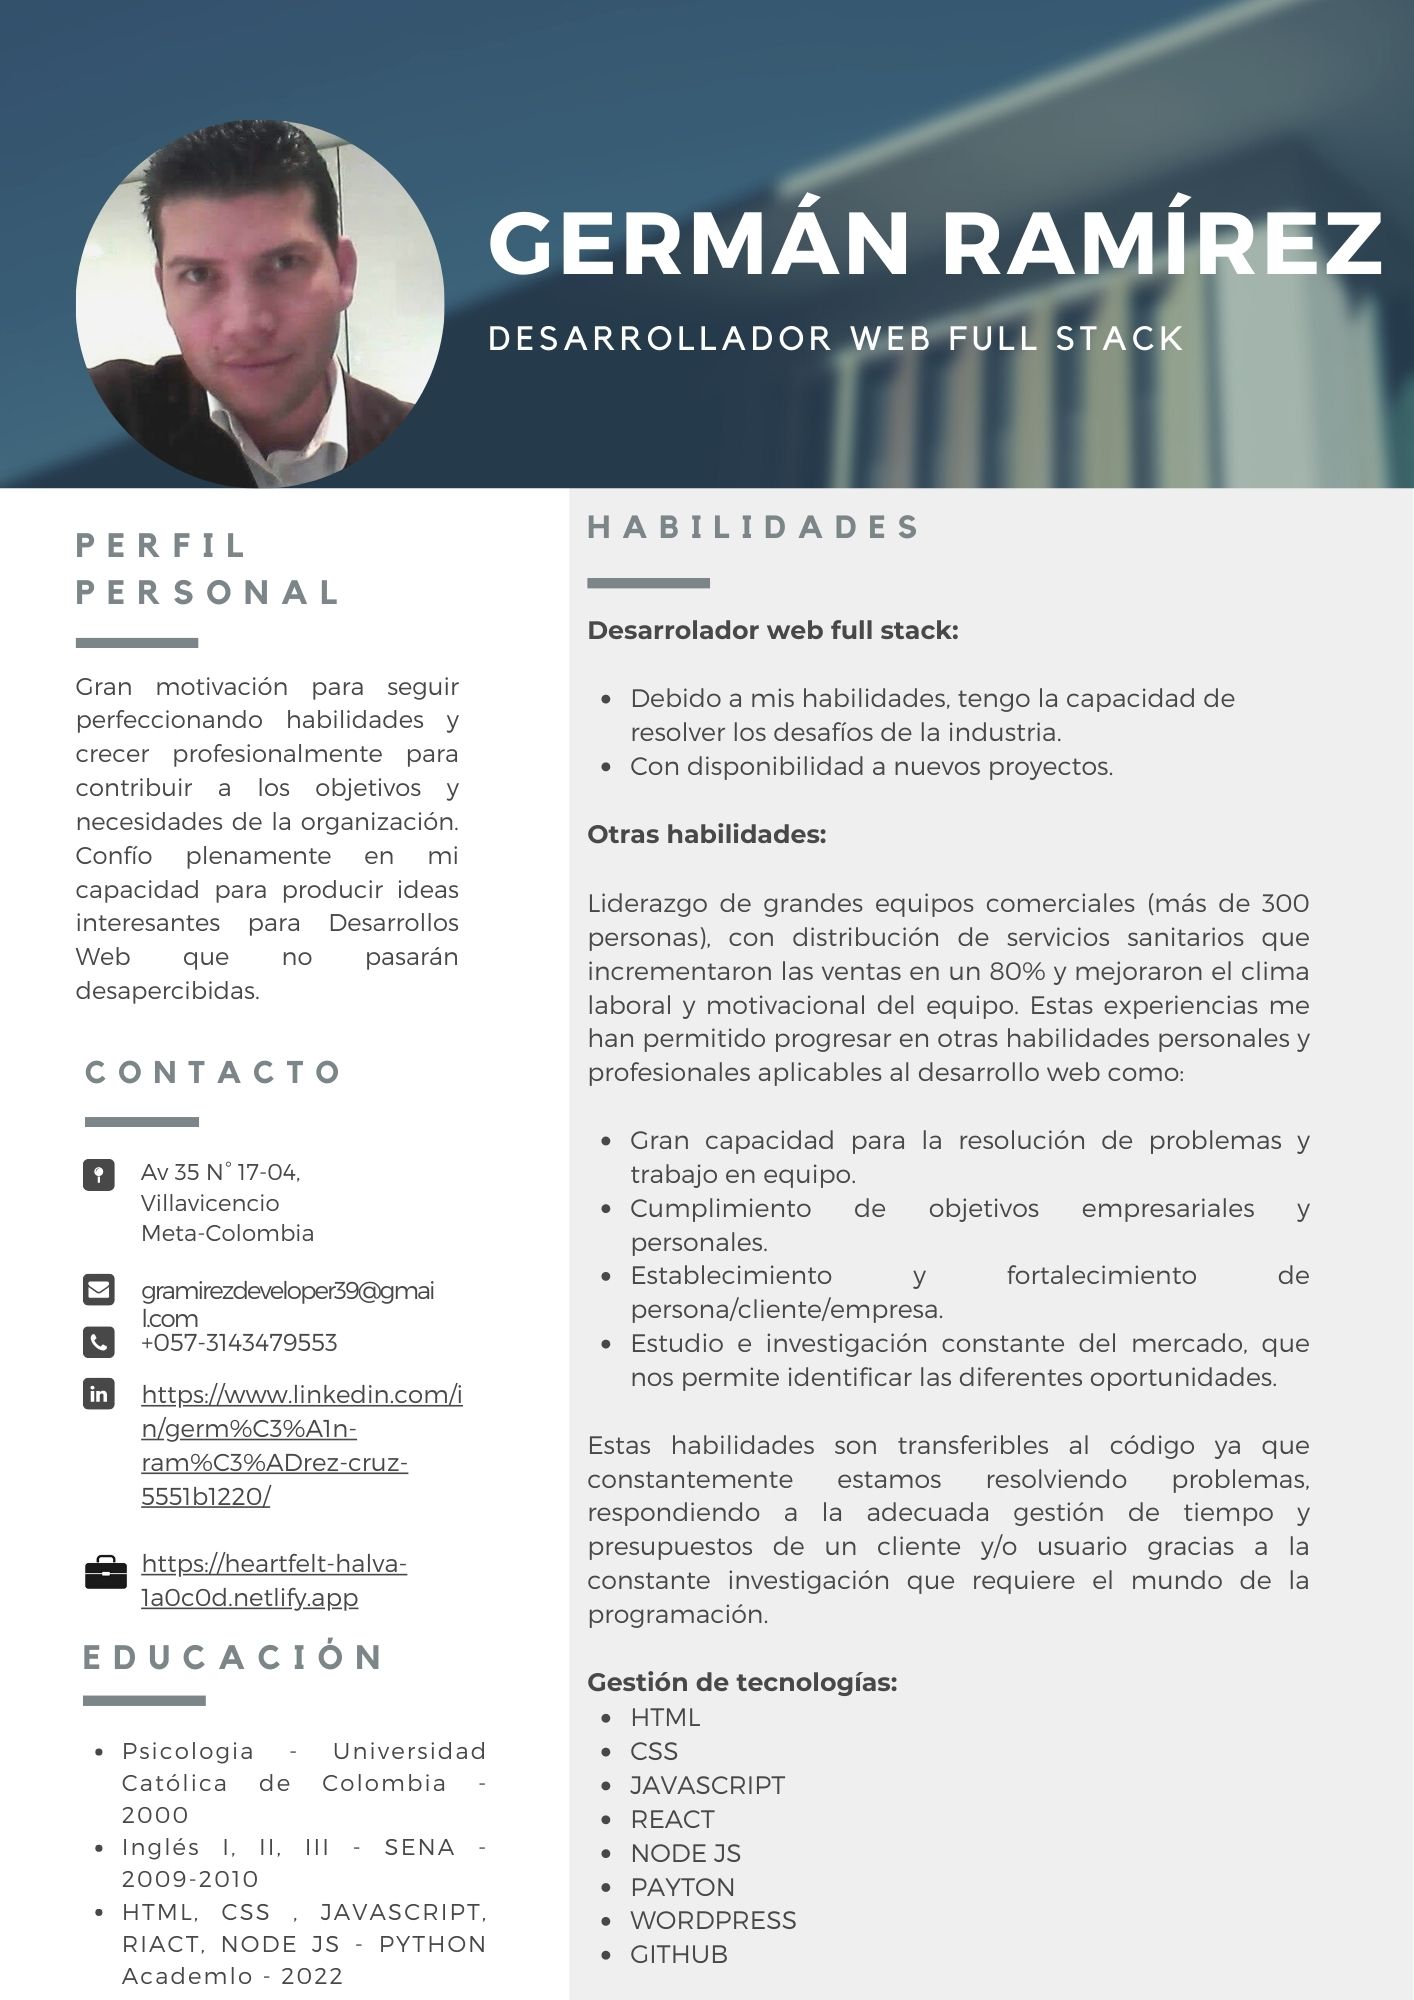 GERMÁN RAMÍREZ
DESARROLLADOR WEB FULL STACK
PERFIL
PERSONAL
Gran motivación para seguir
perfeccionando habilidades y
crecer profesionalmente para
contribuir a los objetivos y
necesidades de la organización.
Confío plenamente en mi
capacidad para producir ideas
interesantes para Desarrollos
Web que no pasarán
desapercibidas.
CONTACTO
Av 35 N° 17-04,
Villavicencio
Meta-Colombia
gramirezdeveloper39@gmai
l.com
+057-3143479553
in
https://www.linkedin.com/i
n/germ%C3%A1n-
ram%C3%ADrez-cruz-
5551b1220/
https://heartfelt-halva-
1a0c0d.netlify.app
EDUCACIÓN
• Psicologia - Universidad
Católica de Colombia -
2000
• Inglés I, II, III - SENA -
2009-2010
• HTML, CSS , JAVASCRIPT,
RIACT, NODE JS - PYTHON
Academlo - 2022
HABILIDADES
Desarrolador web full stack:
• Debido a mis habilidades, tengo la capacidad de
resolver los desafíos de la industria.
• Con disponibilidad a nuevos proyectos.
Otras habilidades:
Liderazgo de grandes equipos comerciales (más de 300
personas), con distribución de servicios sanitarios que
incrementaron las ventas en un 80% y mejoraron el clima
laboral y motivacional del equipo. Estas experiencias me
han permitido progresar en otras habilidades personales y
profesionales aplicables al desarrollo web como:
• Gran capacidad para la resolución de problemas y
trabajo en equipo.
• Cumplimiento de objetivos empresariales y
personales.
• Establecimiento y fortalecimiento de
persona/cliente/empresa.
• Estudio e investigación constante del mercado, que
nos permite identificar las diferentes oportunidades.
Estas habilidades son transferibles al código ya que
constantemente estamos resolviendo problemas,
respondiendo a la adecuada gestión de tiempo y
presupuestos de un cliente y/o usuario gracias a la
constante investigación que requiere el mundo de la
programación.
Gestión de tecnologías:
• HTML
• CSS
• JAVASCRIPT
• REACT
• NODE JS
• PAYTON
• WORDPRESS
• GITHUB